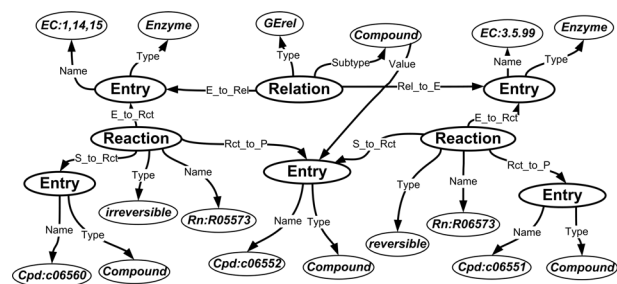 EC:1,14,15
Enzyme
GErel
Compound
EC:3.5.99
Enzyme
Name
Type
Type
Subtype
Value
Name
Type
Entry
E_to_Rel
Relation
Rel_to_E
Entry
E_to_Rct
E_to_Rct
Reaction
Rct_to_P
S_to_Rct
Reaction
S_to_Rct
Rct_to_P
Entry
Type
Name
Entry
Type
Name
Entry
Name
Type
irreversible
Rn:R05573
Name
Type
reversible
Rn:R06573
Name
Type
Cpd:c06560
Compound
Cpd:c06552
Compound
Cpd:c06551
Compound